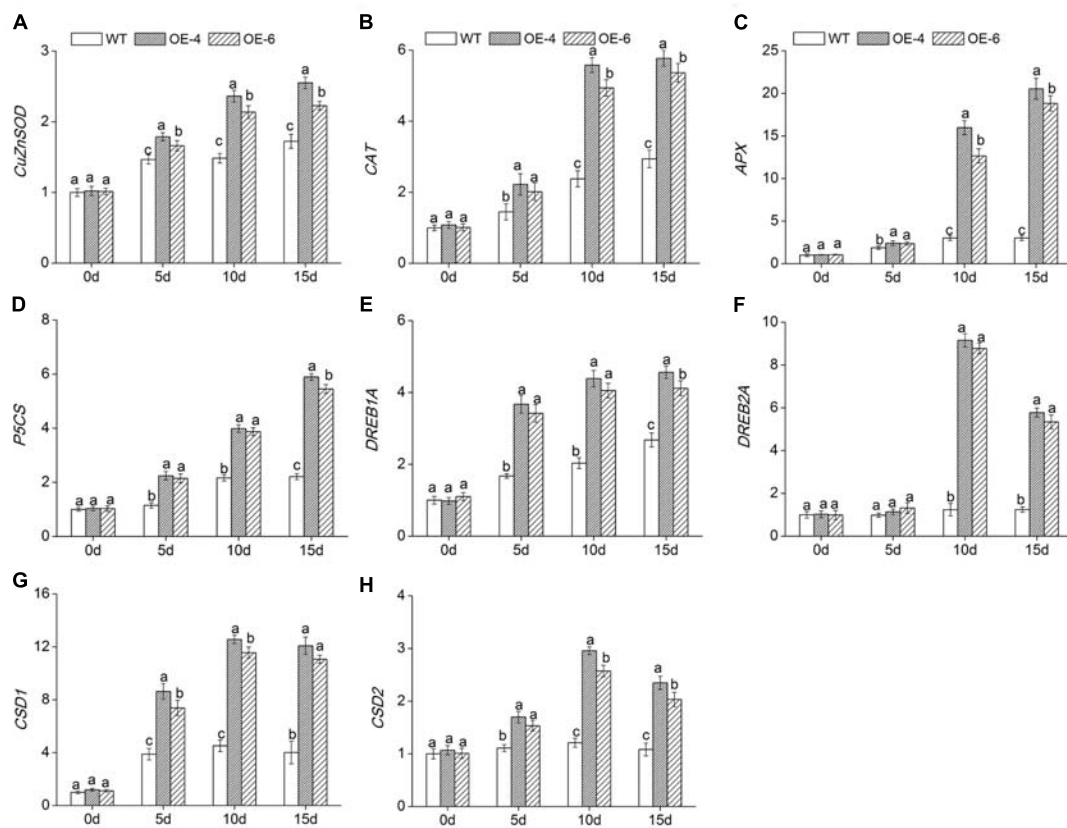 A
WT OE-4 OE-6
CuZnSOD
3
2
1
0
a a a
c a b
c a b
c a b
0d 5d 10d 15d
B
WT OE-4 OE-6
CAT
6
4
2
0
a a a
b a a
c a b
c a b
0d 5d 10d 15d
C
WT OE-4 OE-6
APX
25
20
15
10
5
0
a a a
b a a
c a b
c a b
0d 5d 10d 15d
D
P5CS
8
6
4
2
0
a a a
b a a
b a a
c a b
0d 5d 10d 15d
E
DREB1A
6
4
2
0
a a a
b a a
b a a
c a b
0d 5d 10d 15d
F
DREB2A
10
8
6
4
2
0
a a a
a a a
b a a
b a a
0d 5d 10d 15d
G
CSD1
16
12
8
4
0
a a a
c a b
c a b
b a a
0d 5d 10d 15d
H
CSD2
4
3
2
1
0
a a a
b a a
c a b
c a b
0d 5d 10d 15d